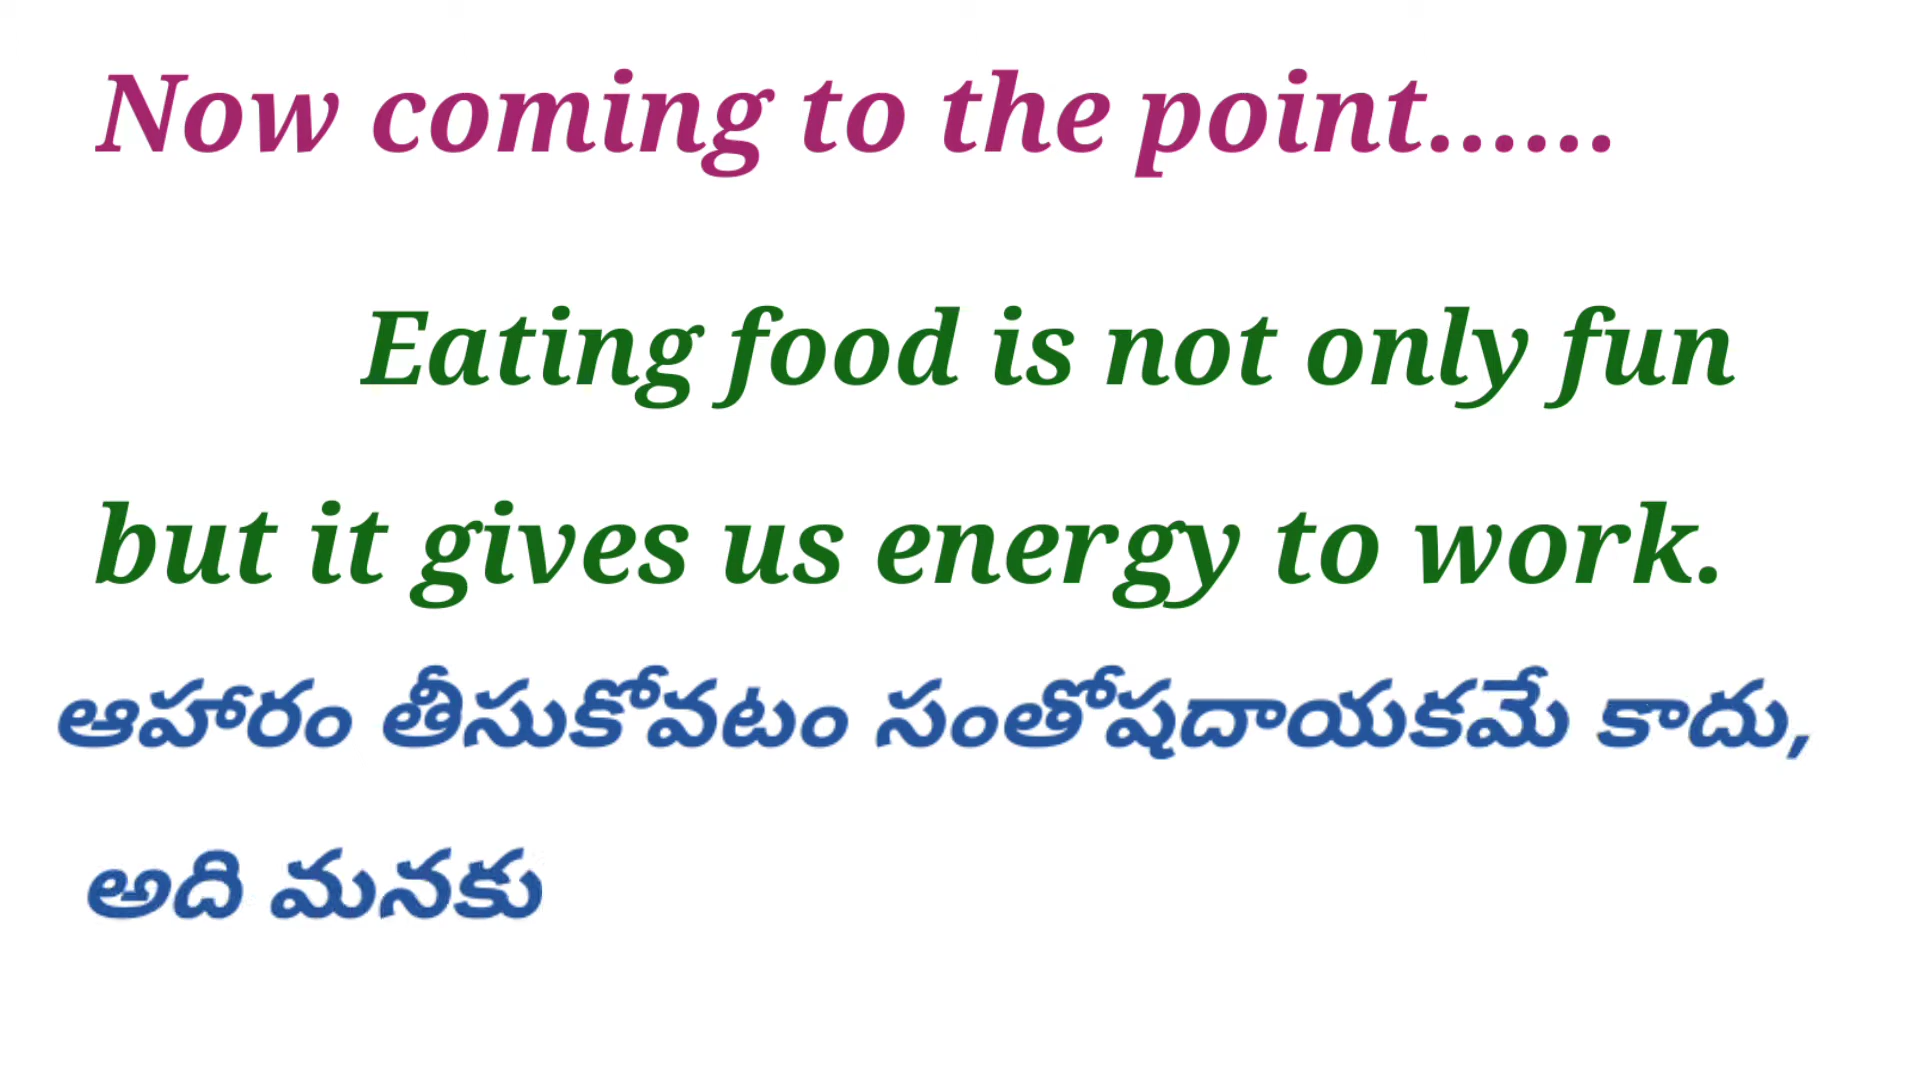 Now coming to the point......
Eating food is not only fun
but it gives us energy to work.
ఆహారం తీసుకోవటం సంతోషదాయకమే కాదు,
అది మనకు